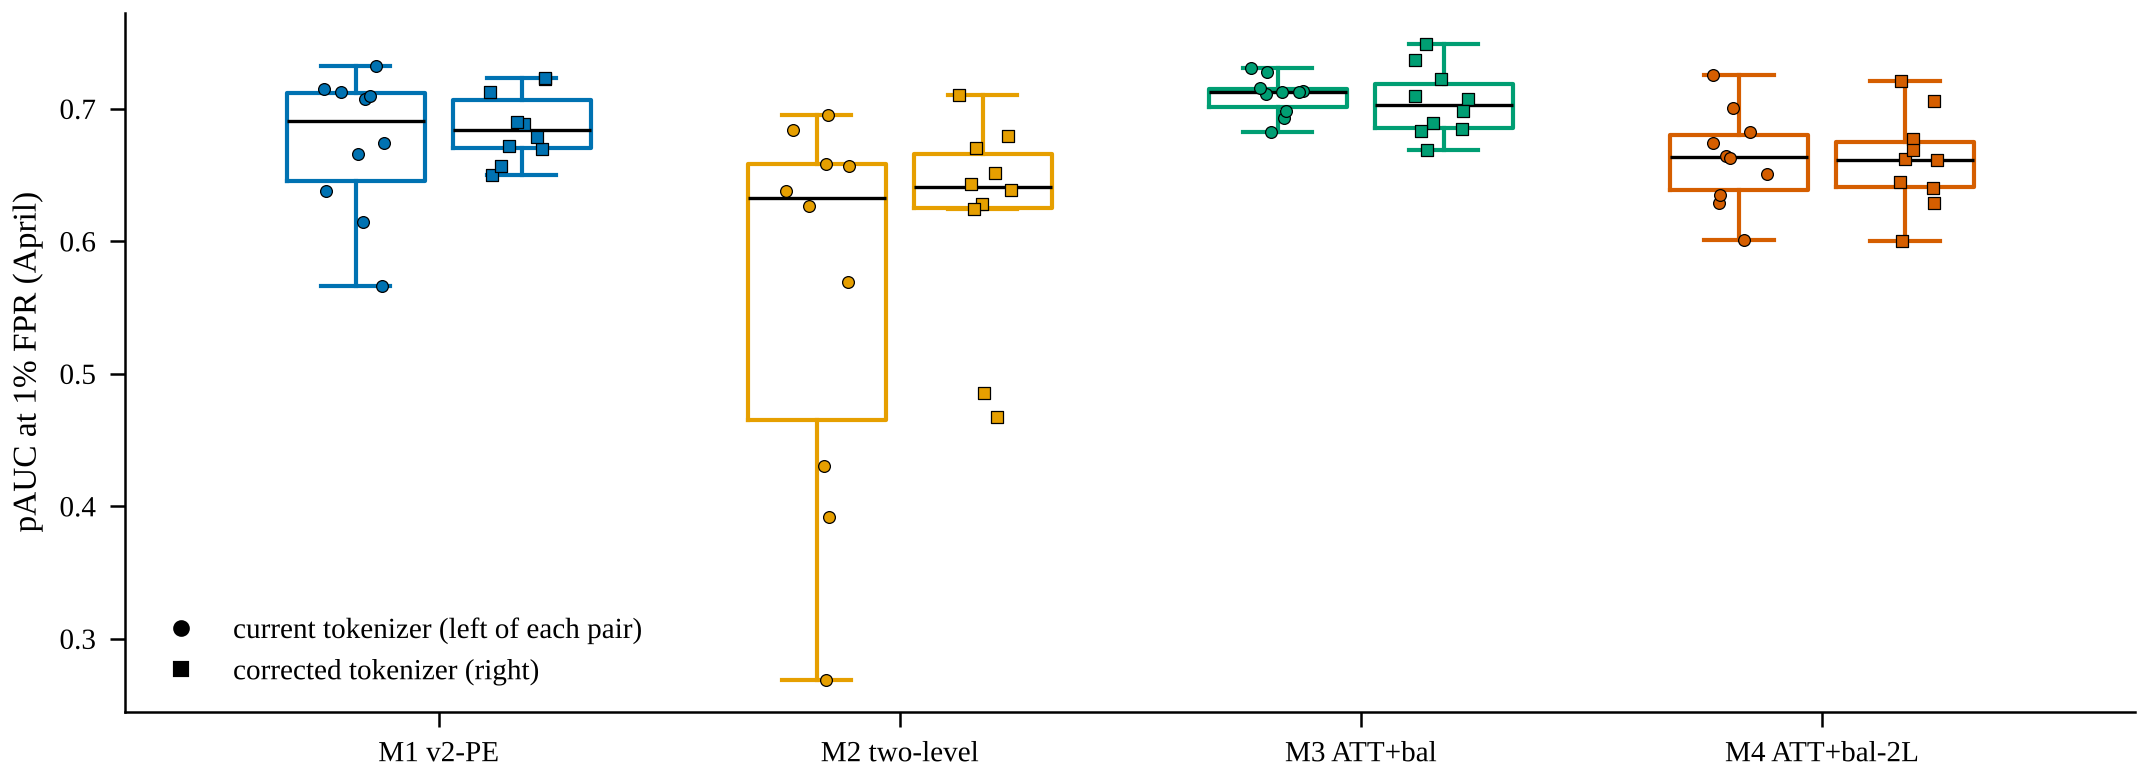 pAUC at 1% FPR (April)
0.7
0.6
0.5
0.4
0.3
current tokenizer (left of each pair)
corrected tokenizer (right)
M1 v2-PE
M2 two-level
M3 ATT+bal
M4 ATT+bal-2L